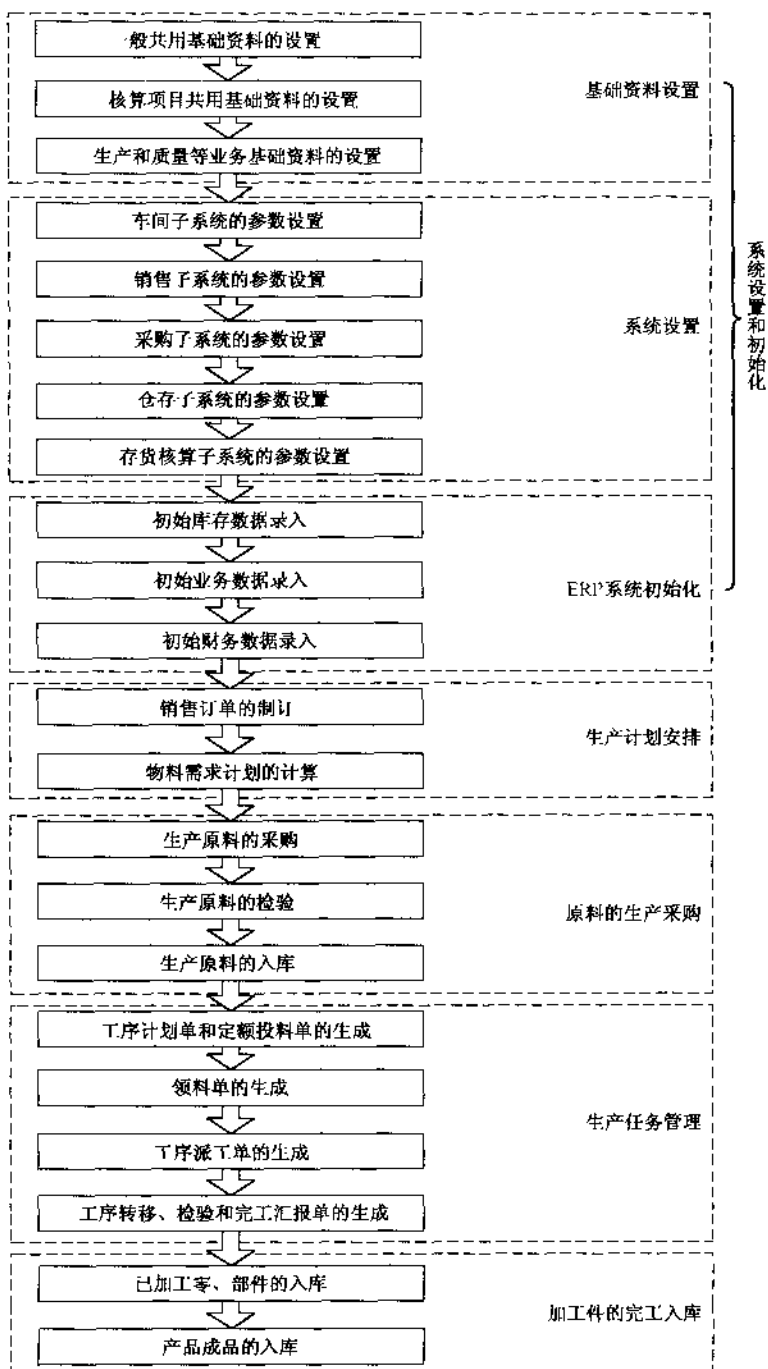 一般共用基础资料的设置
核算项目共用基础资料的设置
生产和质量等业务基础资料的设置
基础资料设置
车间子系统的参数设置
销售子系统的参数设置
采购子系统的参数设置
仓存子系统的参数设置
存货核算子系统的参数设置
系统设置
初始库存数据录入
初始业务数据录入
初始财务数据录入
ERP系统初始化
系统设置和初始化
销售订单的制订
物料需求计划的计算
生产计划安排
生产原料的采购
生产原料的检验
生产原料的入库
原料的生产采购
工序计划单和定额投料单的生成
领料单的生成
工序派工单的生成
工序转移、检验和完工汇报单的生成
生产任务管理
已加工零、部件的入库
产品成品的入库
加工件的完工入库